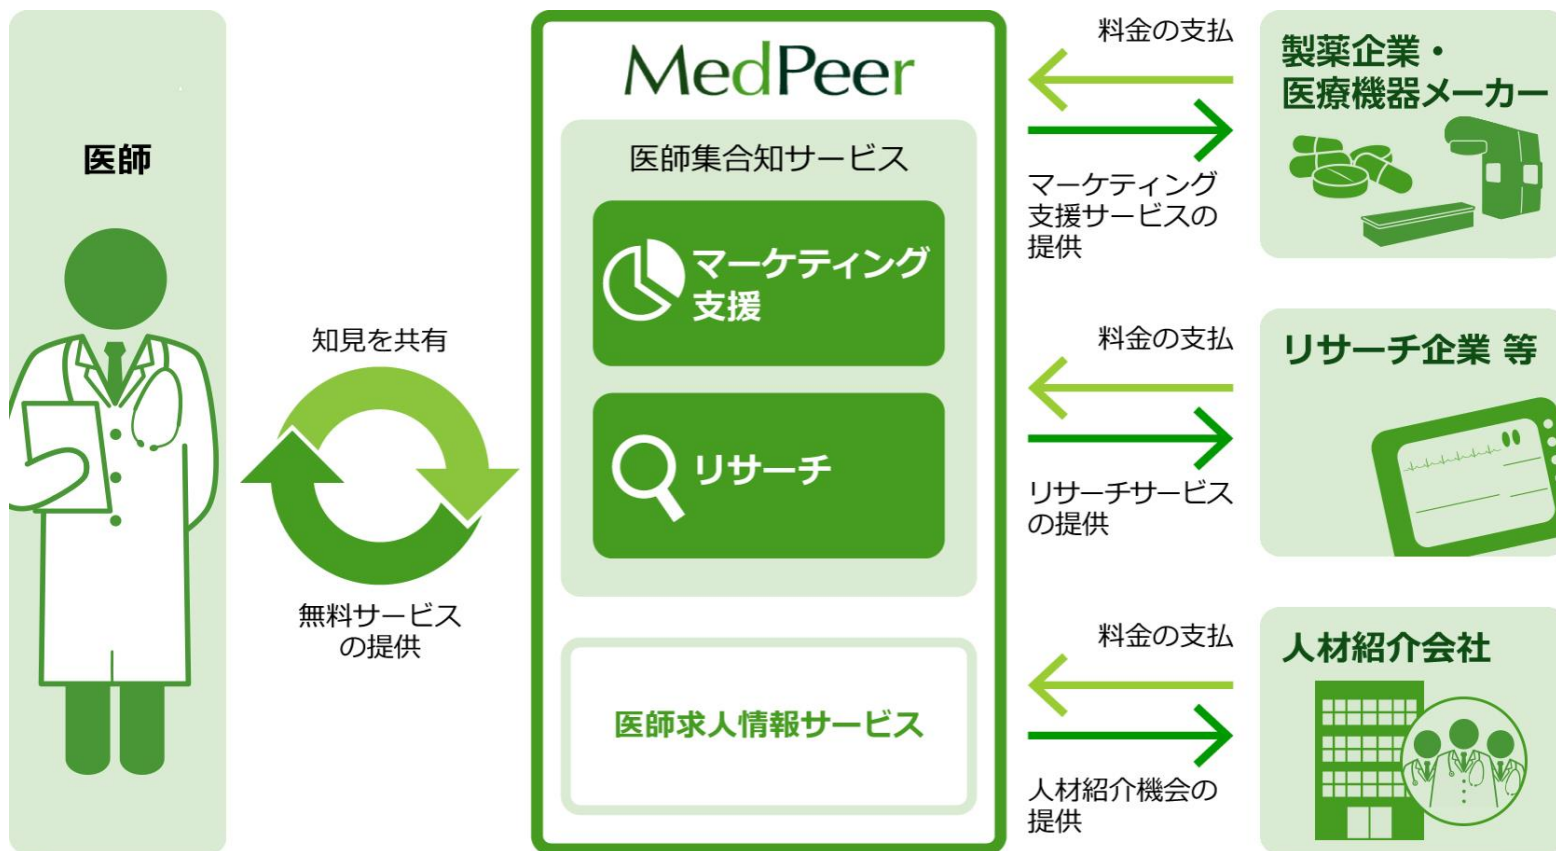 医師
知見を共有
無料サービス
の提供
MedPeer
医師集合知サービス
マーケティング
支援
リサーチ
医師求人情報サービス
料金の支払
マーケティング
支援サービスの
提供
製薬企業・
医療機器メーカー
料金の支払
リサーチサービス
の提供
リサーチ企業 等
料金の支払
人材紹介機会の
提供
人材紹介会社